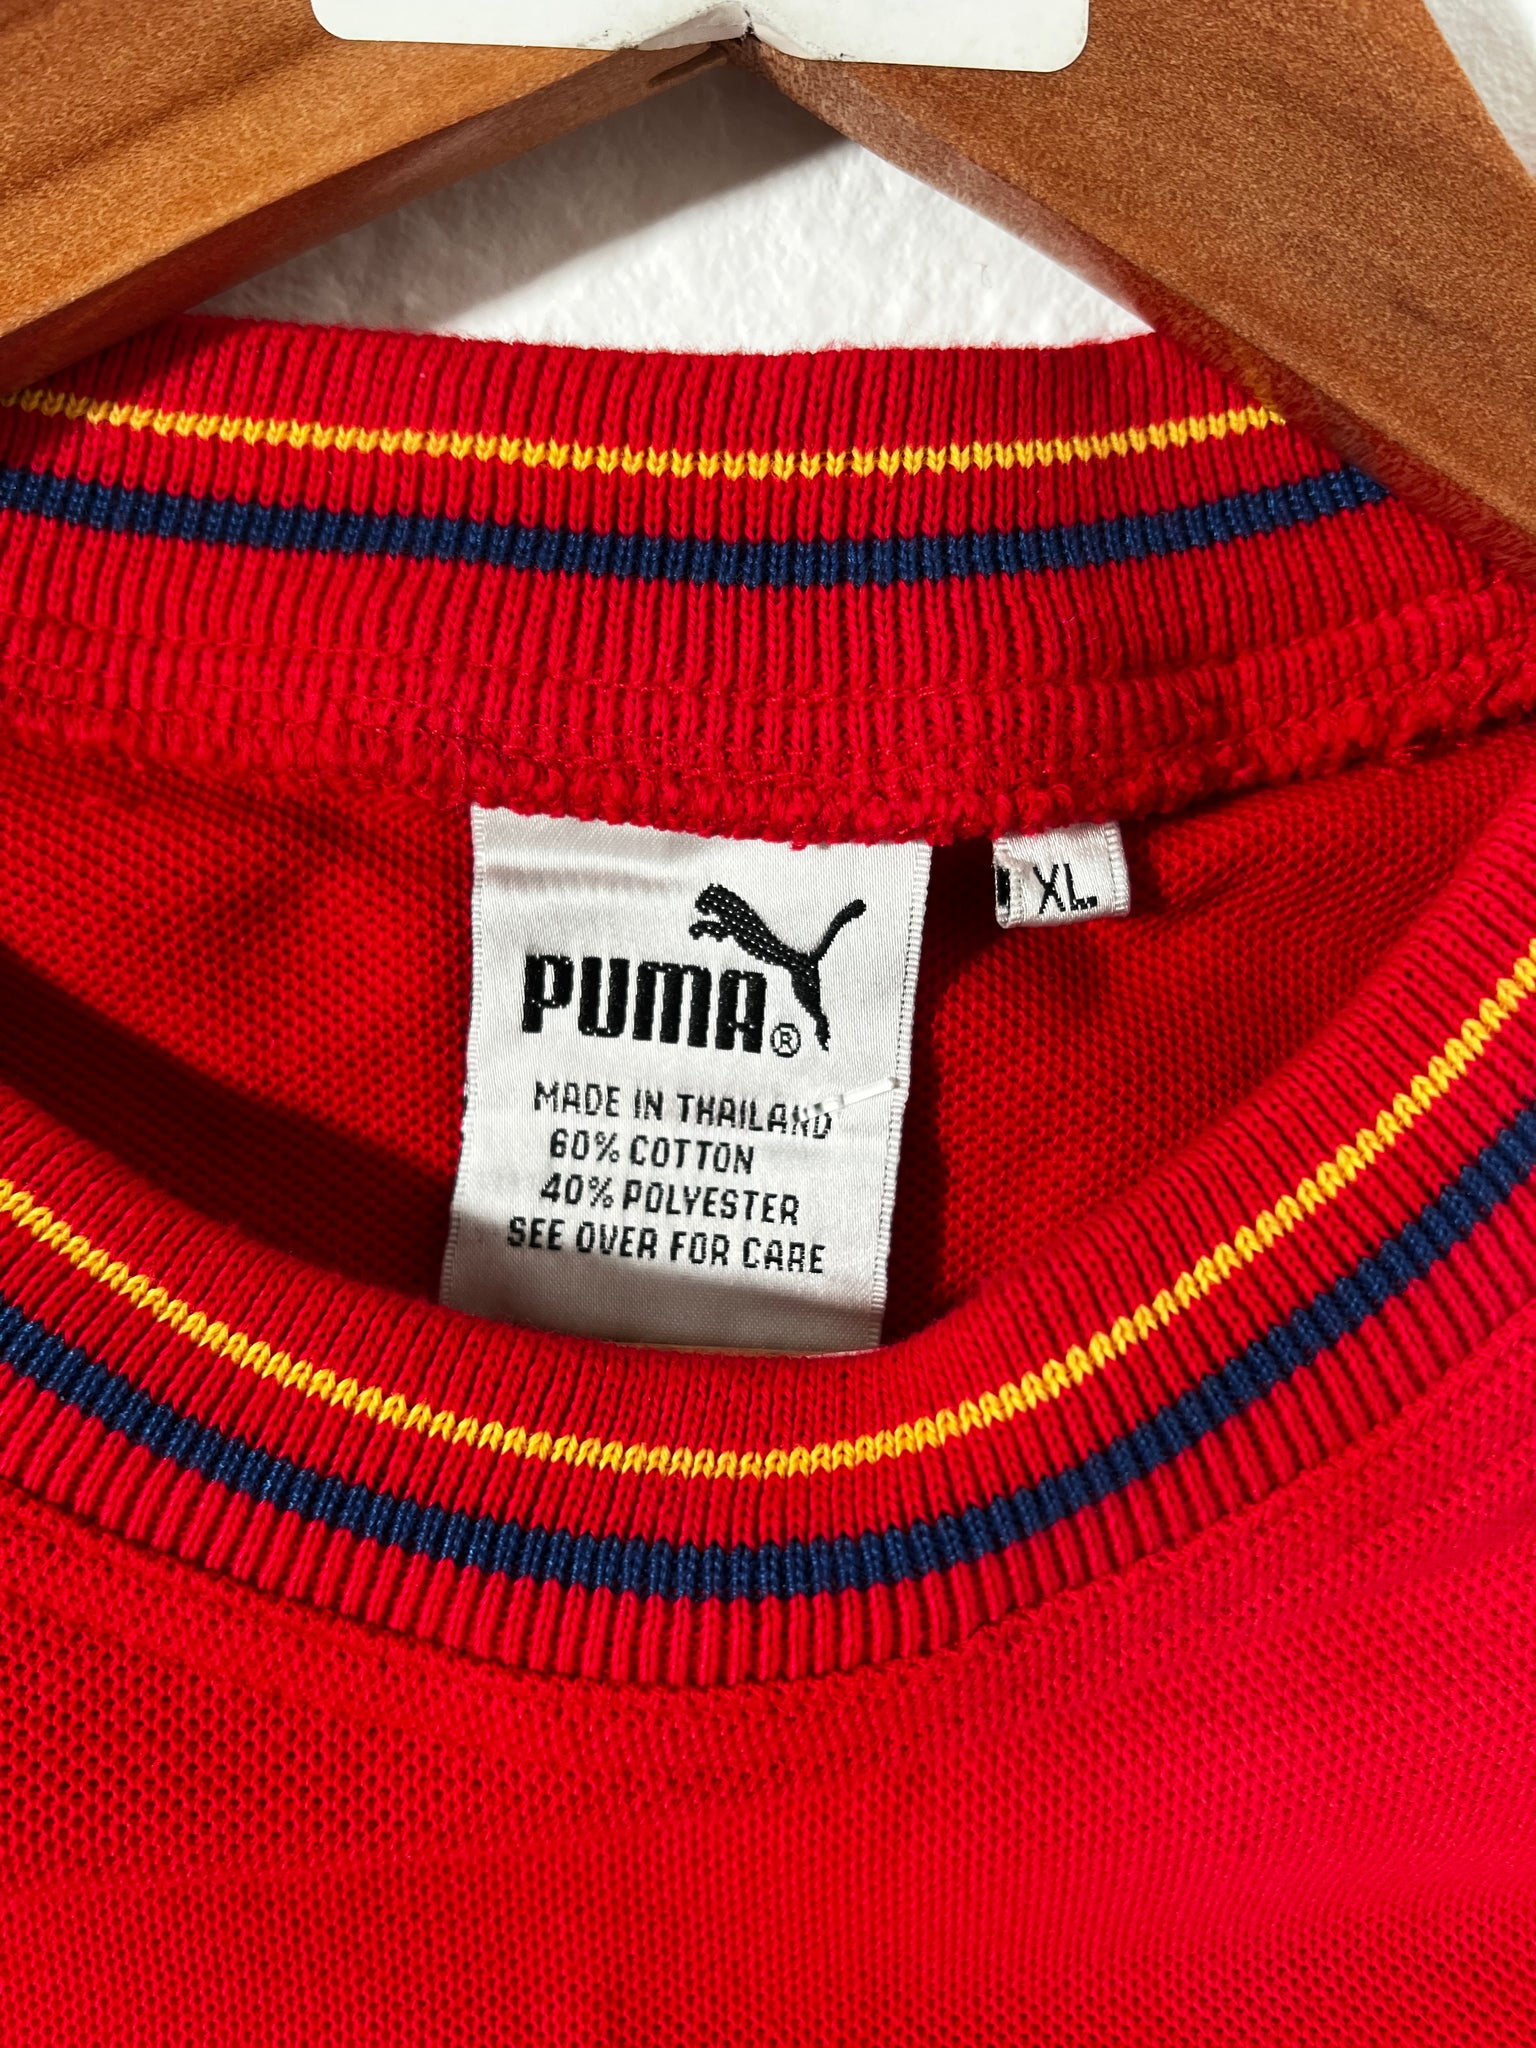 PUMA®
XL
MADE IN THAILAND
60% COTTON
40% POLYESTER
SEE OVER FOR CARE